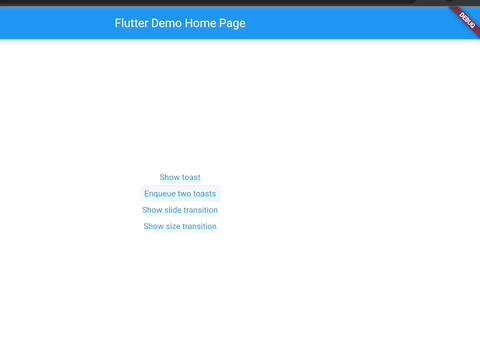 Flutter Demo Home Page
DEBUG
Show toast
Enqueue two toasts
Show slide transition
Show size transition